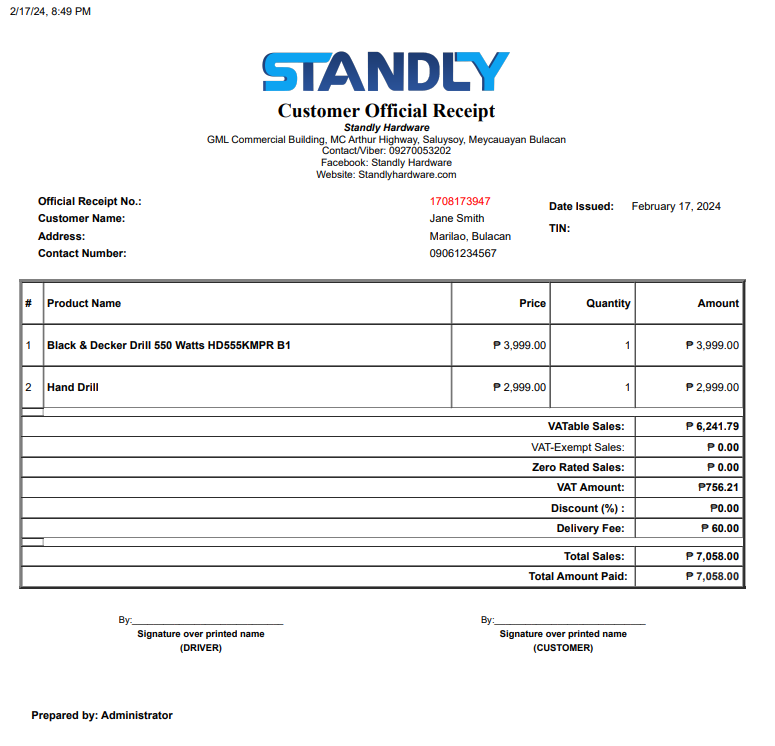 2/17/24, 8:49 PM
STANDLY
Customer Official Receipt
Standly Hardware
GML Commercial Building, MC Arthur Highway, Saluysoy, Meycauayan Bulacan
Contact/Viber: 09270053202
Facebook: Standly Hardware
Website: Standlyhardware.com
Official Receipt No.: 1708173947 Date Issued: February 17, 2024
Customer Name: Jane Smith
TIN:
Address: Marilao, Bulacan
Contact Number: 09061234567
# Product Name Price Quantity Amount
1 Black & Decker Drill 550 Watts HD555KMPR B1 ₱ 3,999.00 1 ₱ 3,999.00
2 Hand Drill ₱ 2,999.00 1 ₱ 2,999.00
VATable Sales: ₱ 6,241.79
VAT-Exempt Sales: ₱ 0.00
Zero Rated Sales: ₱ 0.00
VAT Amount: ₱756.21
Discount (%) : ₱0.00
Delivery Fee: ₱ 60.00
Total Sales: ₱ 7,058.00
Total Amount Paid: ₱ 7,058.00
By:___________________________ By:___________________________
Signature over printed name Signature over printed name
(DRIVER) (CUSTOMER)
Prepared by: Administrator